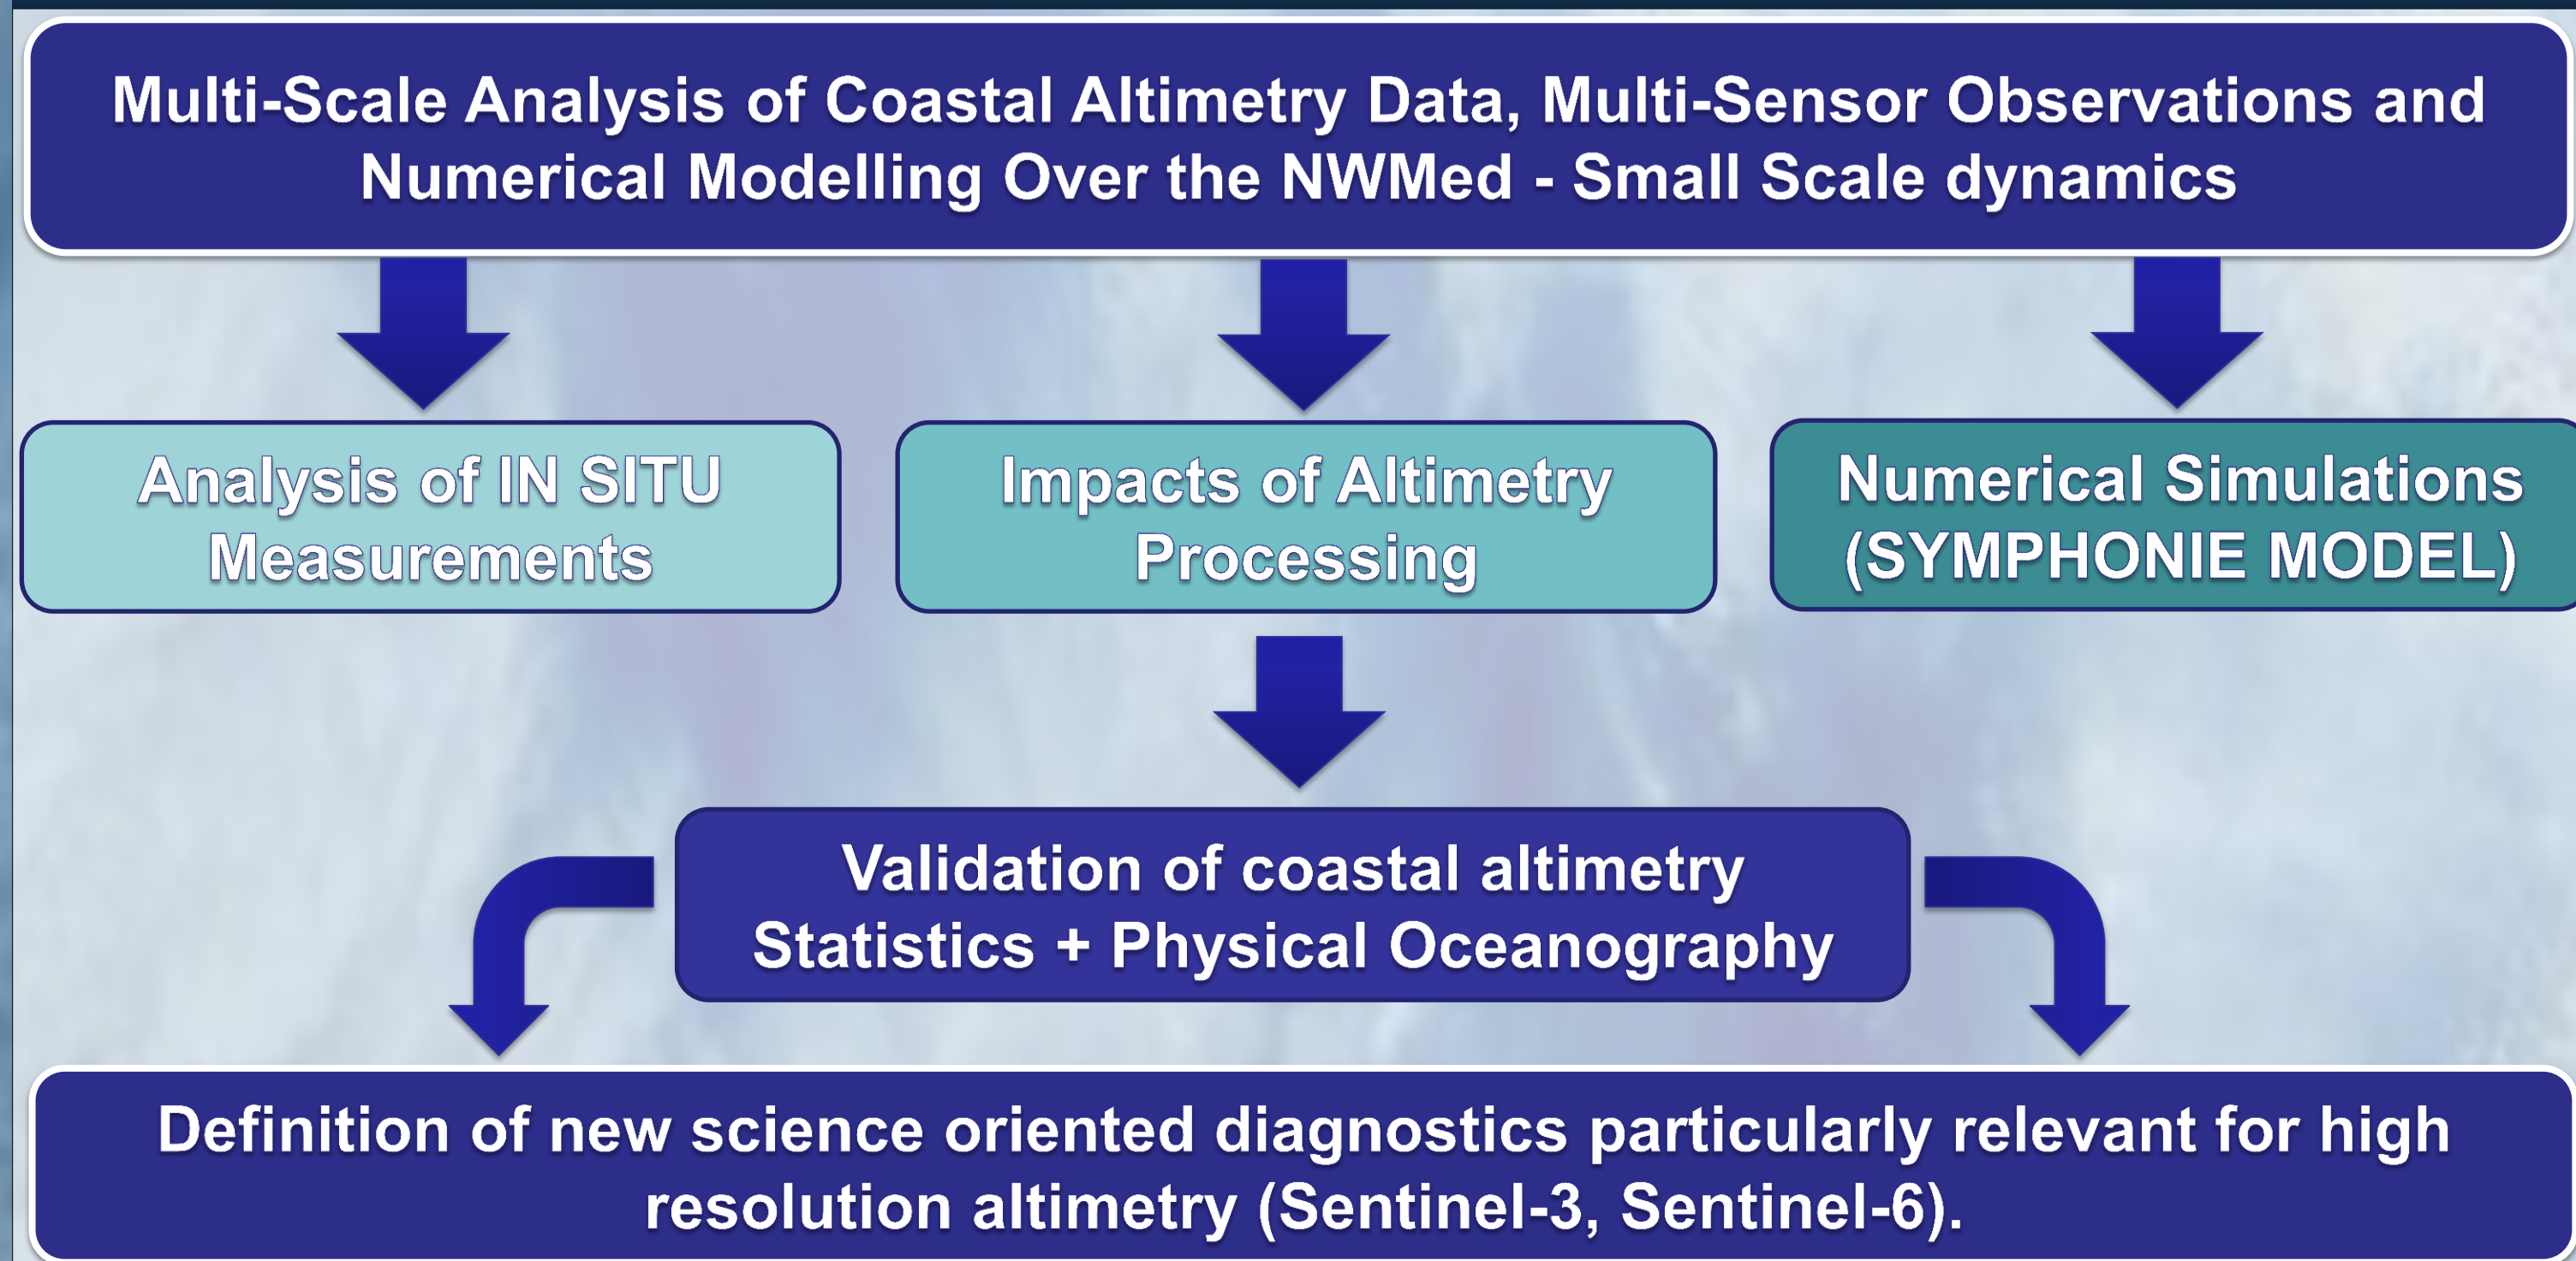 Multi-Scale Analysis of Coastal Altimetry Data, Multi-Sensor Observations and
Numerical Modelling Over the NWMed - Small Scale dynamics
Analysis of IN SITU
Measurements
Impacts of Altimetry
Processing
Numerical Simulations
(SYMPHONIE MODEL)
Validation of coastal altimetry
Statistics + Physical Oceanography
Definition of new science oriented diagnostics particularly relevant for high
resolution altimetry (Sentinel-3, Sentinel-6).